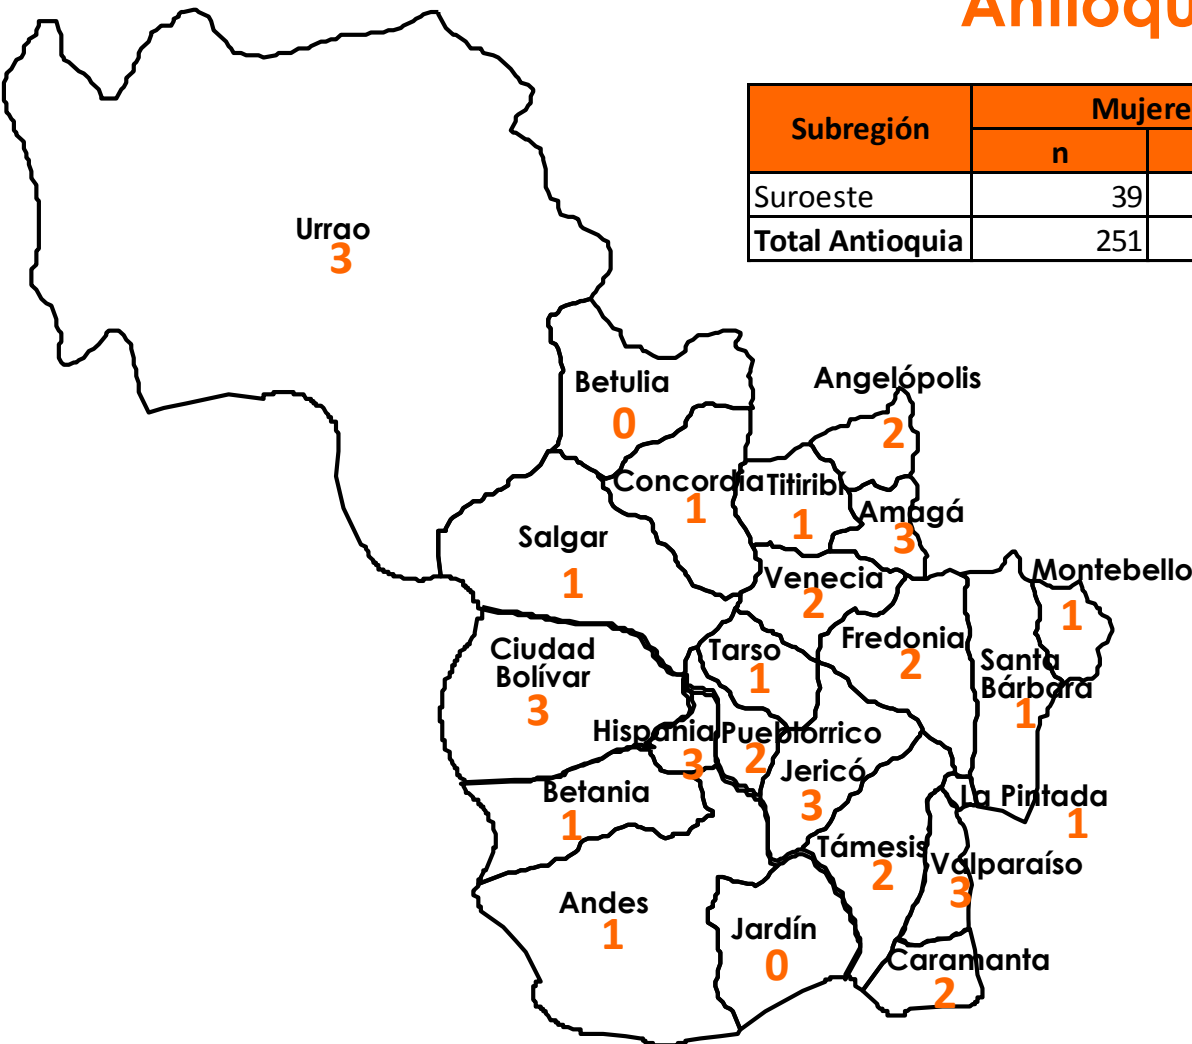 Antioqu
Subregión
Mujere
n
Suroeste 39
Total Antioquia 251
Urrao
3
Betulia
0
Angelópolis
2
Concordia
1
Titiribí
1
Amagá
3
Salgar
1
Venecia
2
Montebello
1
Ciudad
Bolívar
3
Tarso
1
Fredonia
2
Santa
Bárbara
1
Hispania
3
Pueblorrico
2
Jericó
3
Betania
1
La Pintada
1
Támesis
2
Valparaíso
3
Andes
1
Jardín
0
Caramanta
2